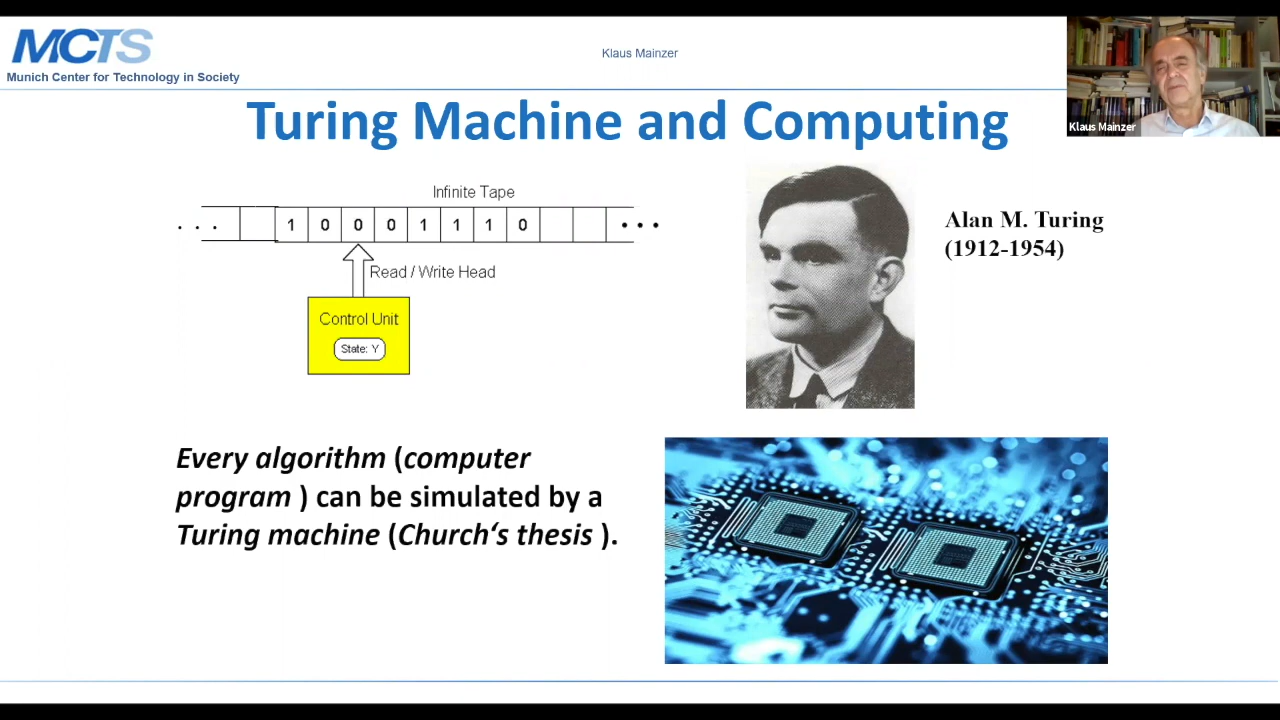 MCTS
Munich Center for Technology in Society
Klaus Mainzer
Klaus Mainzer
Turing Machine and Computing
Infinite Tape
. . . 1 0 0 0 1 1 1 0 • • •
Read / Write Head
Control Unit
State: Y
Alan M. Turing
(1912-1954)
Every algorithm (computer
program ) can be simulated by a
Turing machine (Church‘s thesis ).